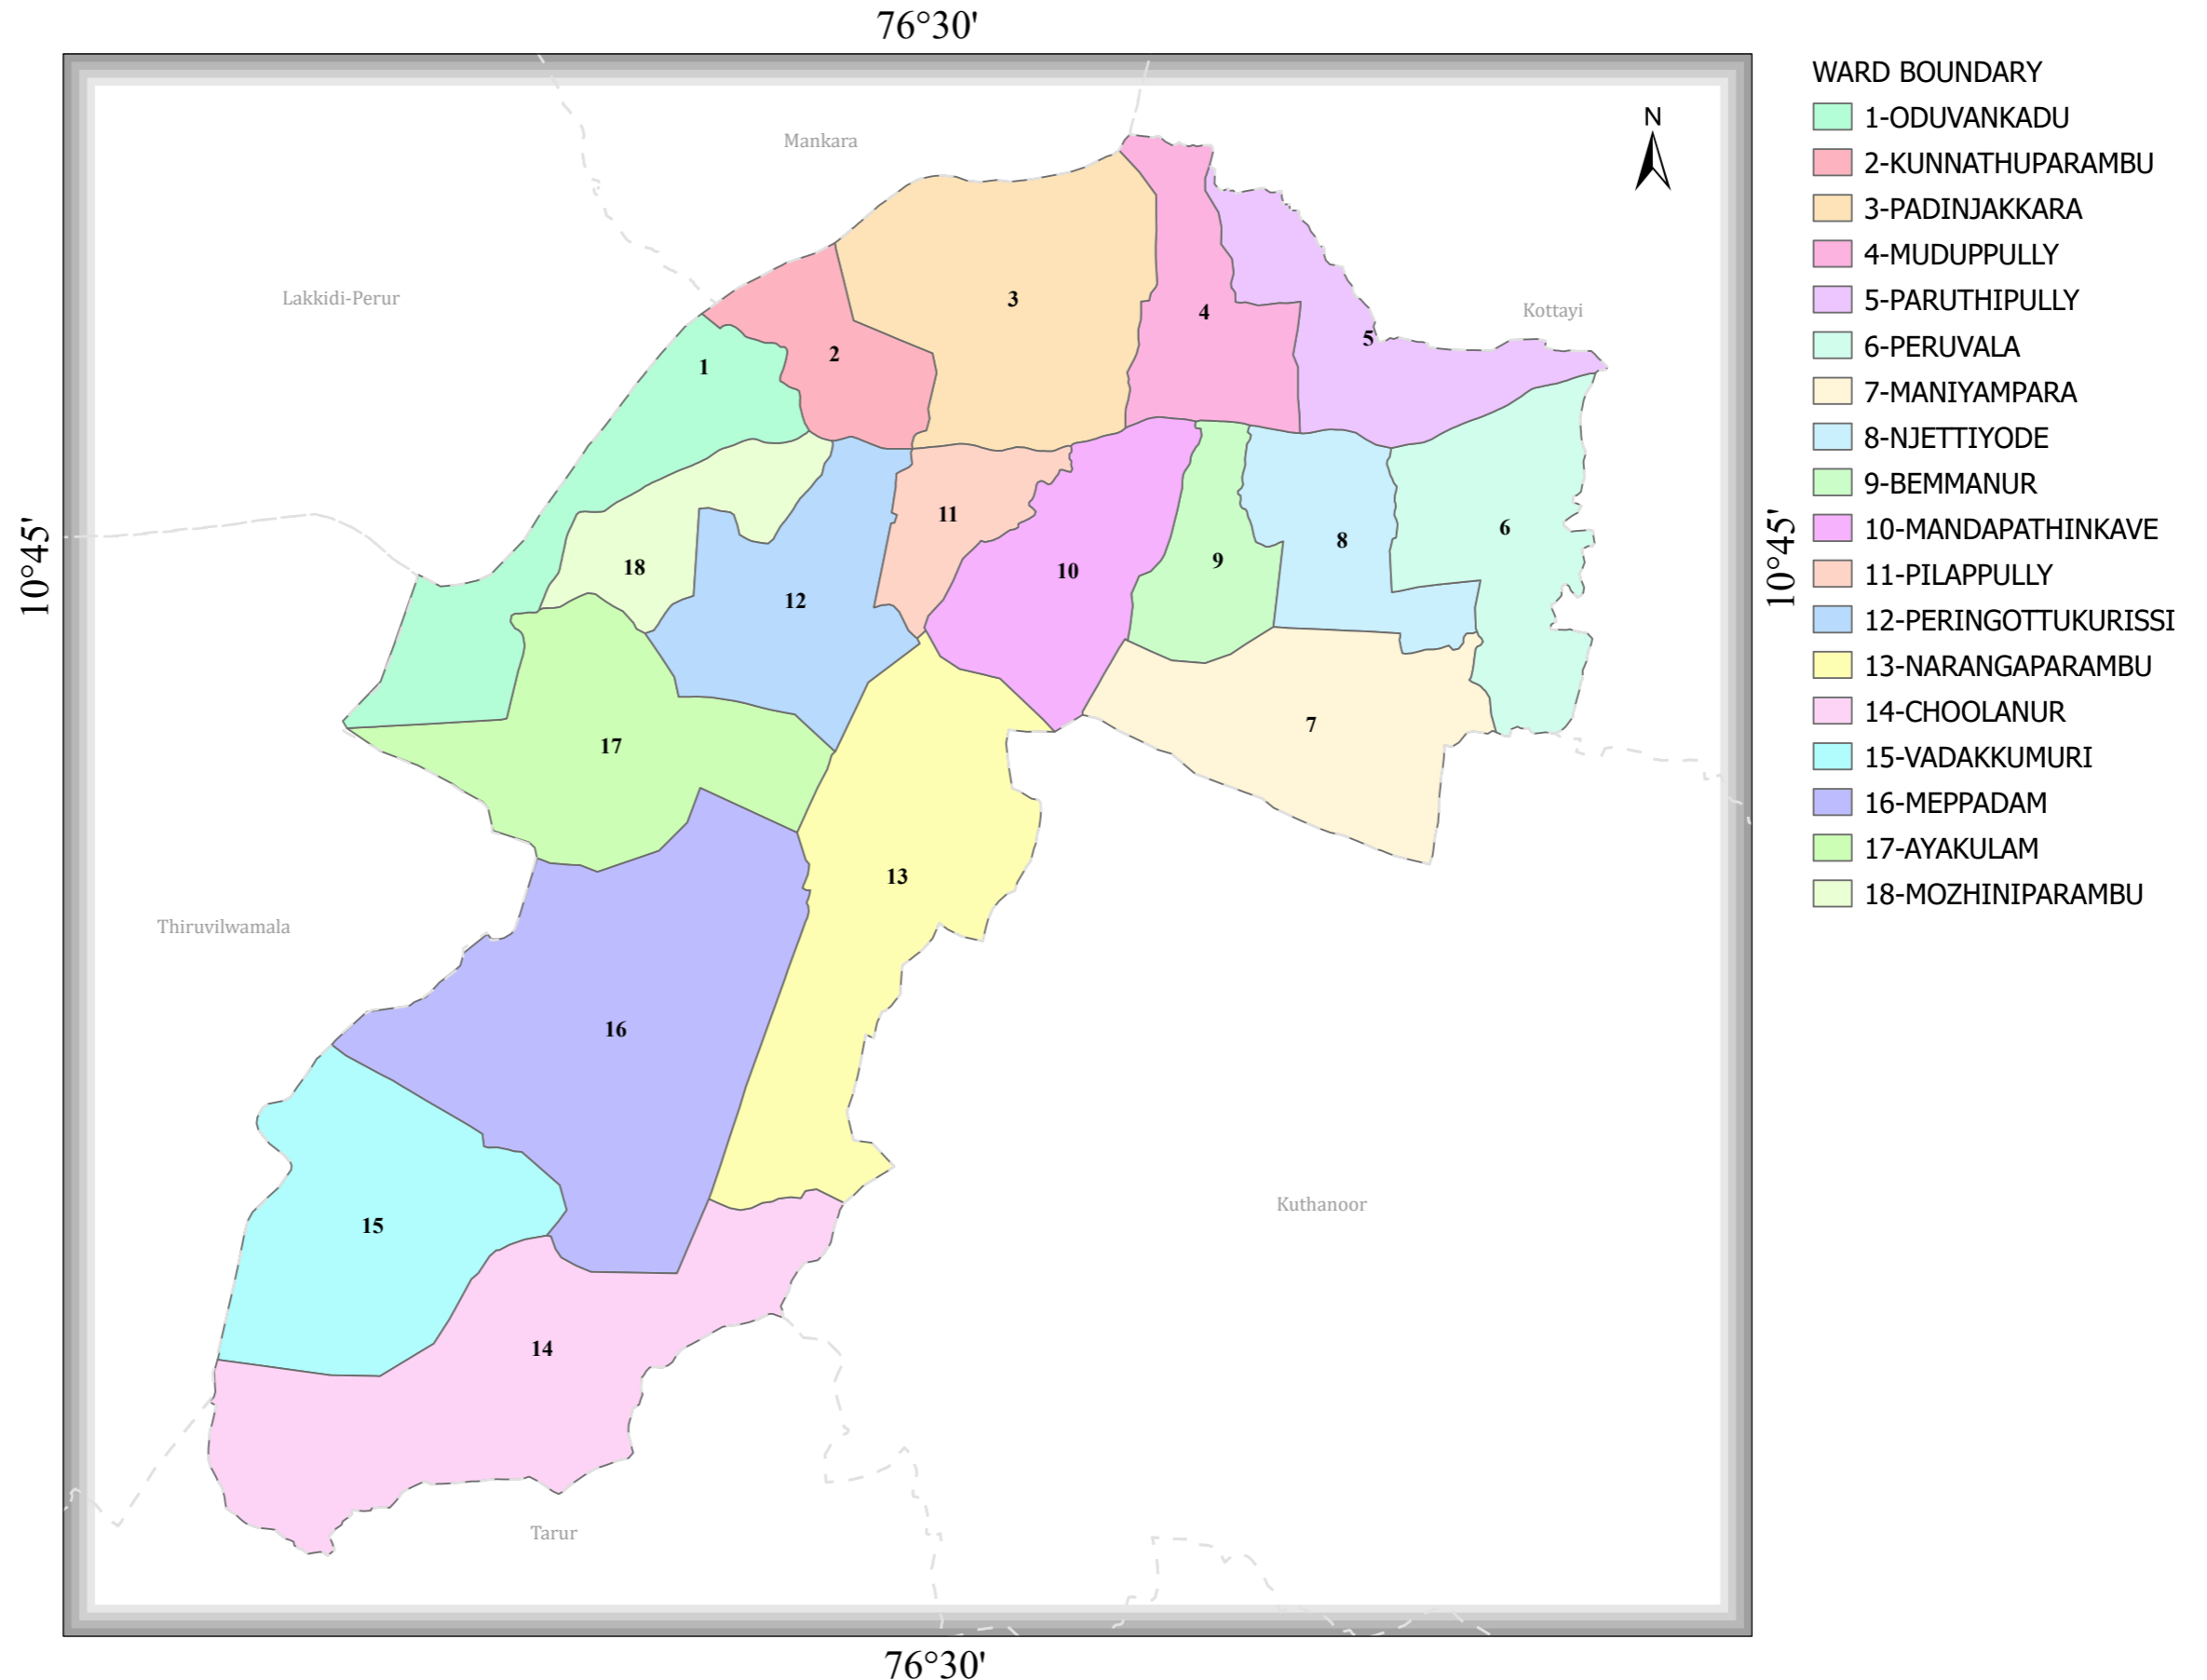 76°30'
WARD BOUNDARY
1-ODUVANKADU
2-KUNNATHUPARAMBU
3-PADINJAKKARA
4-MUDUPPULLY
5-PARUTHIPULLY
6-PERUVALA
7-MANIYAMPARA
8-NJETTIYODE
9-BEMMANUR
10-MANDAPATHINKAVE
11-PILAPPULLY
12-PERINGOTTUKURISSI
13-NARANGAPARAMBU
14-CHOOLANUR
15-VADAKKUMURI
16-MEPPADAM
17-AYAKULAM
18-MOZHINIPARAMBU
N
Mankara
Lakkidi-Perur
3
4
Kottayi
5
2
1
11
6
8
9
18
10
12
10°45'
10°45'
7
17
13
Thiruvilwamala
16
Kuthanoor
15
14
Tarur
76°30'